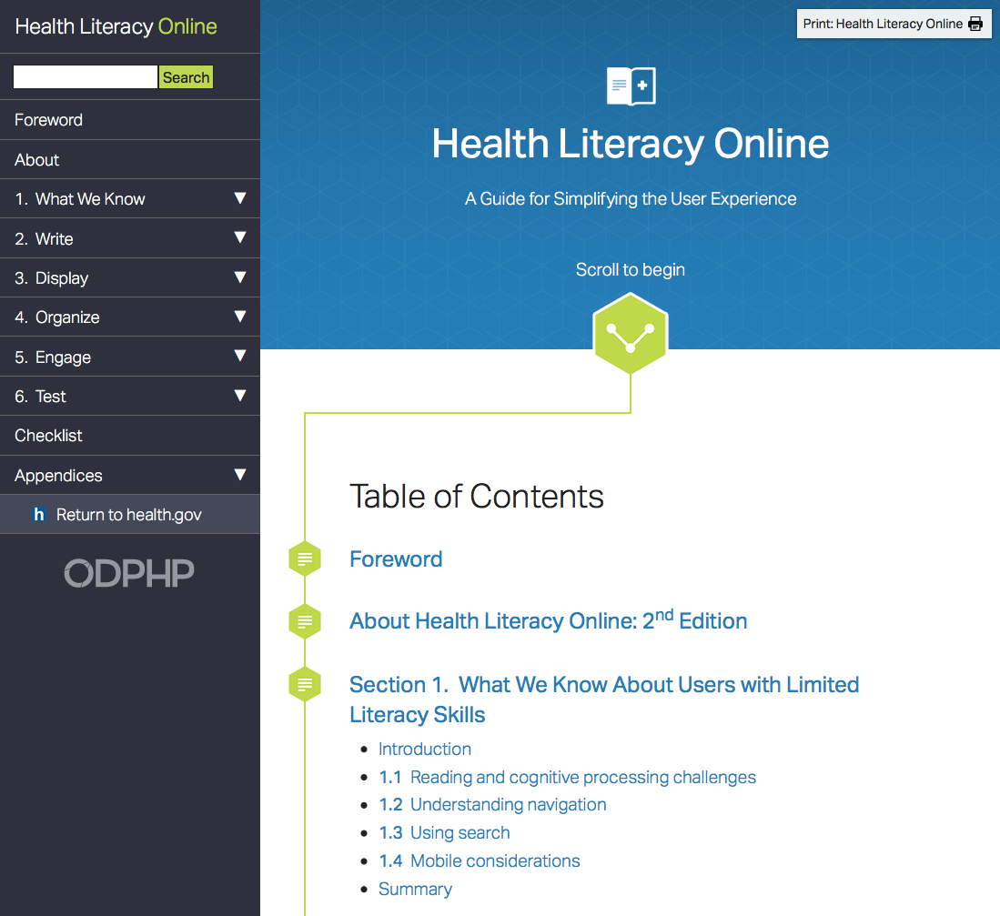 Health Literacy Online
Search
Foreword
About
1. What We Know
2. Write
3. Display
4. Organize
5. Engage
6. Test
Checklist
Appendices
h Return to health.gov
ODPHP
Print: Health Literacy Online
Health Literacy Online
A Guide for Simplifying the User Experience
Scroll to begin
Table of Contents
Foreword
About Health Literacy Online: 2nd Edition
Section 1. What We Know About Users with Limited
Literacy Skills
Introduction
1.1 Reading and cognitive processing challenges
1.2 Understanding navigation
1.3 Using search
1.4 Mobile considerations
Summary